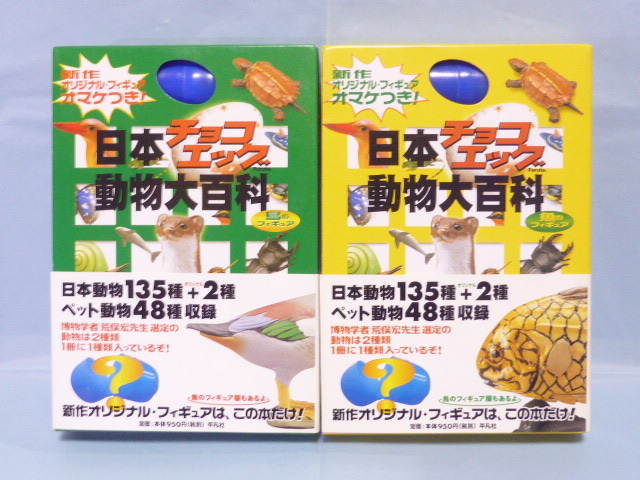 新作
オリジナル・フィギュア
オマケつき!
日本チョコエッグ
動物大百科
鳥の
フィギュア
日本動物135種+オリジナル2種
ペット動物48種収録
博物学者 荒俣宏先生 選定の
動物は2種類
1冊に1種類入っているぞ!
?
魚のフィギュア版もあるよ
新作オリジナル・フィギュアは、この本だけ!
定価:本体950円(税別) 平凡社
新作
オリジナル・フィギュア
オマケつき!
日本チョコエッグ
動物大百科
魚の
フィギュア
日本動物135種+オリジナル2種
ペット動物48種収録
博物学者 荒俣宏先生 選定の
動物は2種類
1冊に1種類入っているぞ!
?
鳥のフィギュア版もあるよ
新作オリジナル・フィギュアは、この本だけ!
定価:本体950円(税別) 平凡社